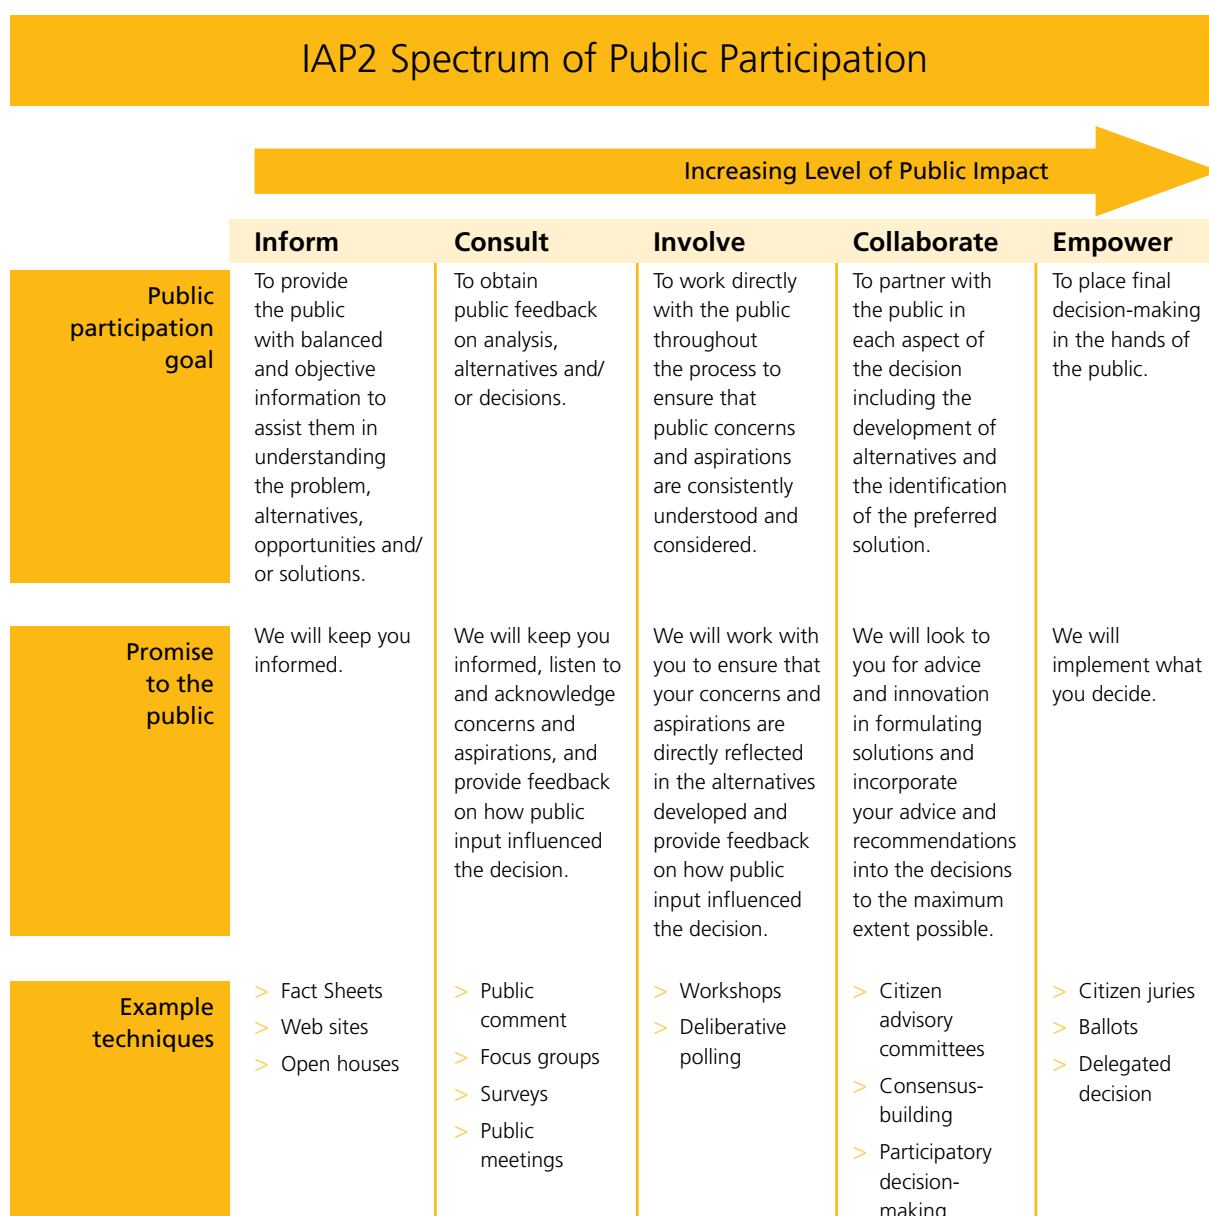 IAP2 Spectrum of Public Participation
Increasing Level of Public Impact
Inform
Consult
Involve
Collaborate
Empower
Public
participation
goal
To provide
the public
with balanced
and objective
information to
assist them in
understanding
the problem,
alternatives,
opportunities and/
or solutions.
To obtain
public feedback
on analysis,
alternatives and/
or decisions.
To work directly
with the public
throughout
the process to
ensure that
public concerns
and aspirations
are consistently
understood and
considered.
To partner with
the public in
each aspect of
the decision
including the
development of
alternatives and
the identification
of the preferred
solution.
To place final
decision-making
in the hands of
the public.
Promise
to the
public
We will keep you
informed.
We will keep you
informed, listen to
and acknowledge
concerns and
aspirations, and
provide feedback
on how public
input influenced
the decision.
We will work with
you to ensure that
your concerns and
aspirations are
directly reflected
in the alternatives
developed and
provide feedback
on how public
input influenced
the decision.
We will look to
you for advice
and innovation
in formulating
solutions and
incorporate
your advice and
recommendations
into the decisions
to the maximum
extent possible.
We will
implement what
you decide.
Example
techniques
> Fact Sheets
> Web sites
> Open houses
> Public
comment
> Focus groups
> Surveys
> Public
meetings
> Workshops
> Deliberative
polling
> Citizen
advisory
committees
> Consensus-
building
> Participatory
decision-
making
> Citizen juries
> Ballots
> Delegated
decision